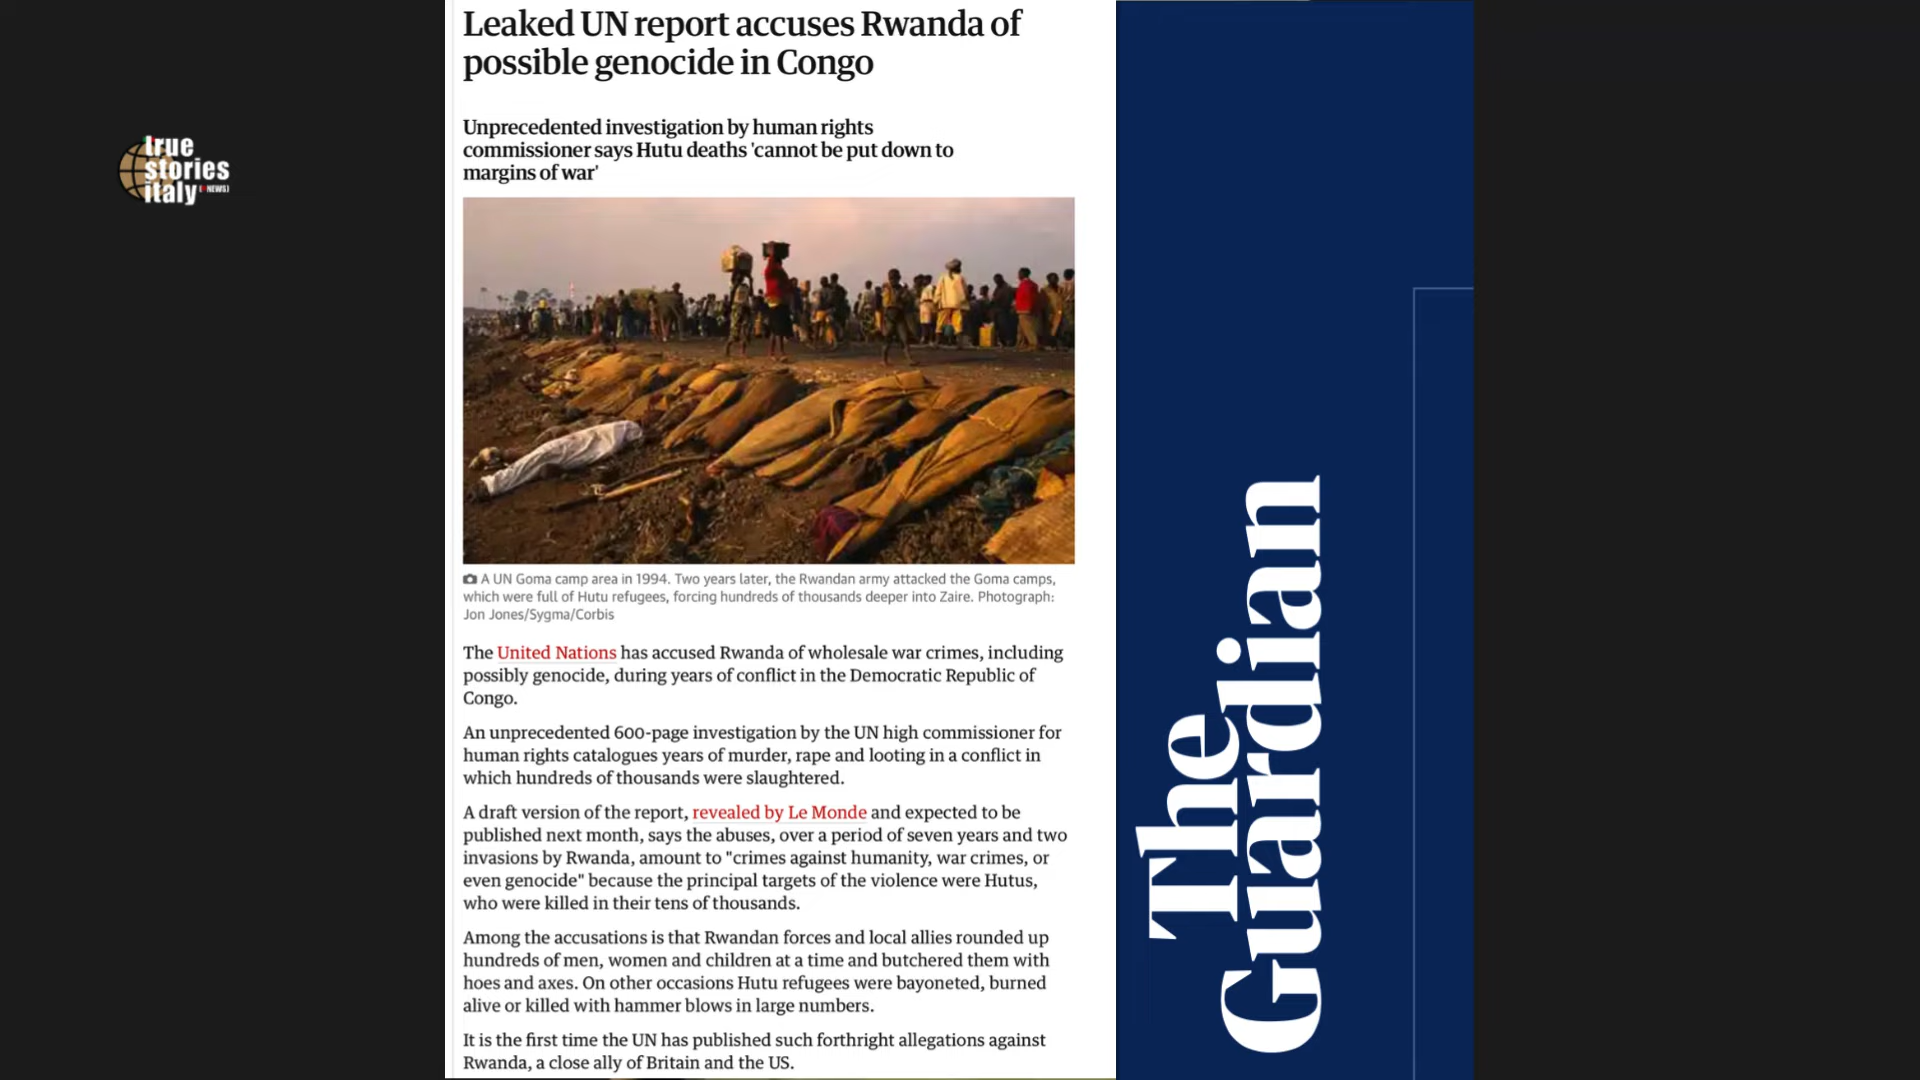 true
stories
italy (+NEWS)
Leaked UN report accuses Rwanda of
possible genocide in Congo
Unprecedented investigation by human rights
commissioner says Hutu deaths 'cannot be put down to
margins of war'
A UN Goma camp area in 1994. Two years later, the Rwandan army attacked the Goma camps,
which were full of Hutu refugees, forcing hundreds of thousands deeper into Zaire. Photograph:
Jon Jones/Sygma/Corbis
The United Nations has accused Rwanda of wholesale war crimes, including
possibly genocide, during years of conflict in the Democratic Republic of
Congo.
An unprecedented 600-page investigation by the UN high commissioner for
human rights catalogues years of murder, rape and looting in a conflict in
which hundreds of thousands were slaughtered.
A draft version of the report, revealed by Le Monde and expected to be
published next month, says the abuses, over a period of seven years and two
invasions by Rwanda, amount to "crimes against humanity, war crimes, or
even genocide" because the principal targets of the violence were Hutus,
who were killed in their tens of thousands.
Among the accusations is that Rwandan forces and local allies rounded up
hundreds of men, women and children at a time and butchered them with
hoes and axes. On other occasions Hutu refugees were bayoneted, burned
alive or killed with hammer blows in large numbers.
It is the first time the UN has published such forthright allegations against
Rwanda, a close ally of Britain and the US.
The
Guardian